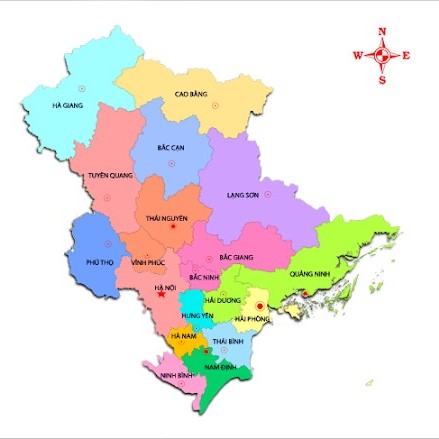 N
W E
S
HÀ GIANG
CAO BẰNG
BẮC CẠN
TUYÊN QUANG
LẠNG SƠN
THÁI NGUYÊN
PHÚ THỌ
VĨNH PHÚC
BẮC GIANG
BẮC NINH
QUẢNG NINH
HÀ NỘI
HẢI DƯƠNG
HƯNG YÊN
HẢI PHÒNG
HÀ NAM
THÁI BÌNH
NAM ĐỊNH
NINH BÌNH